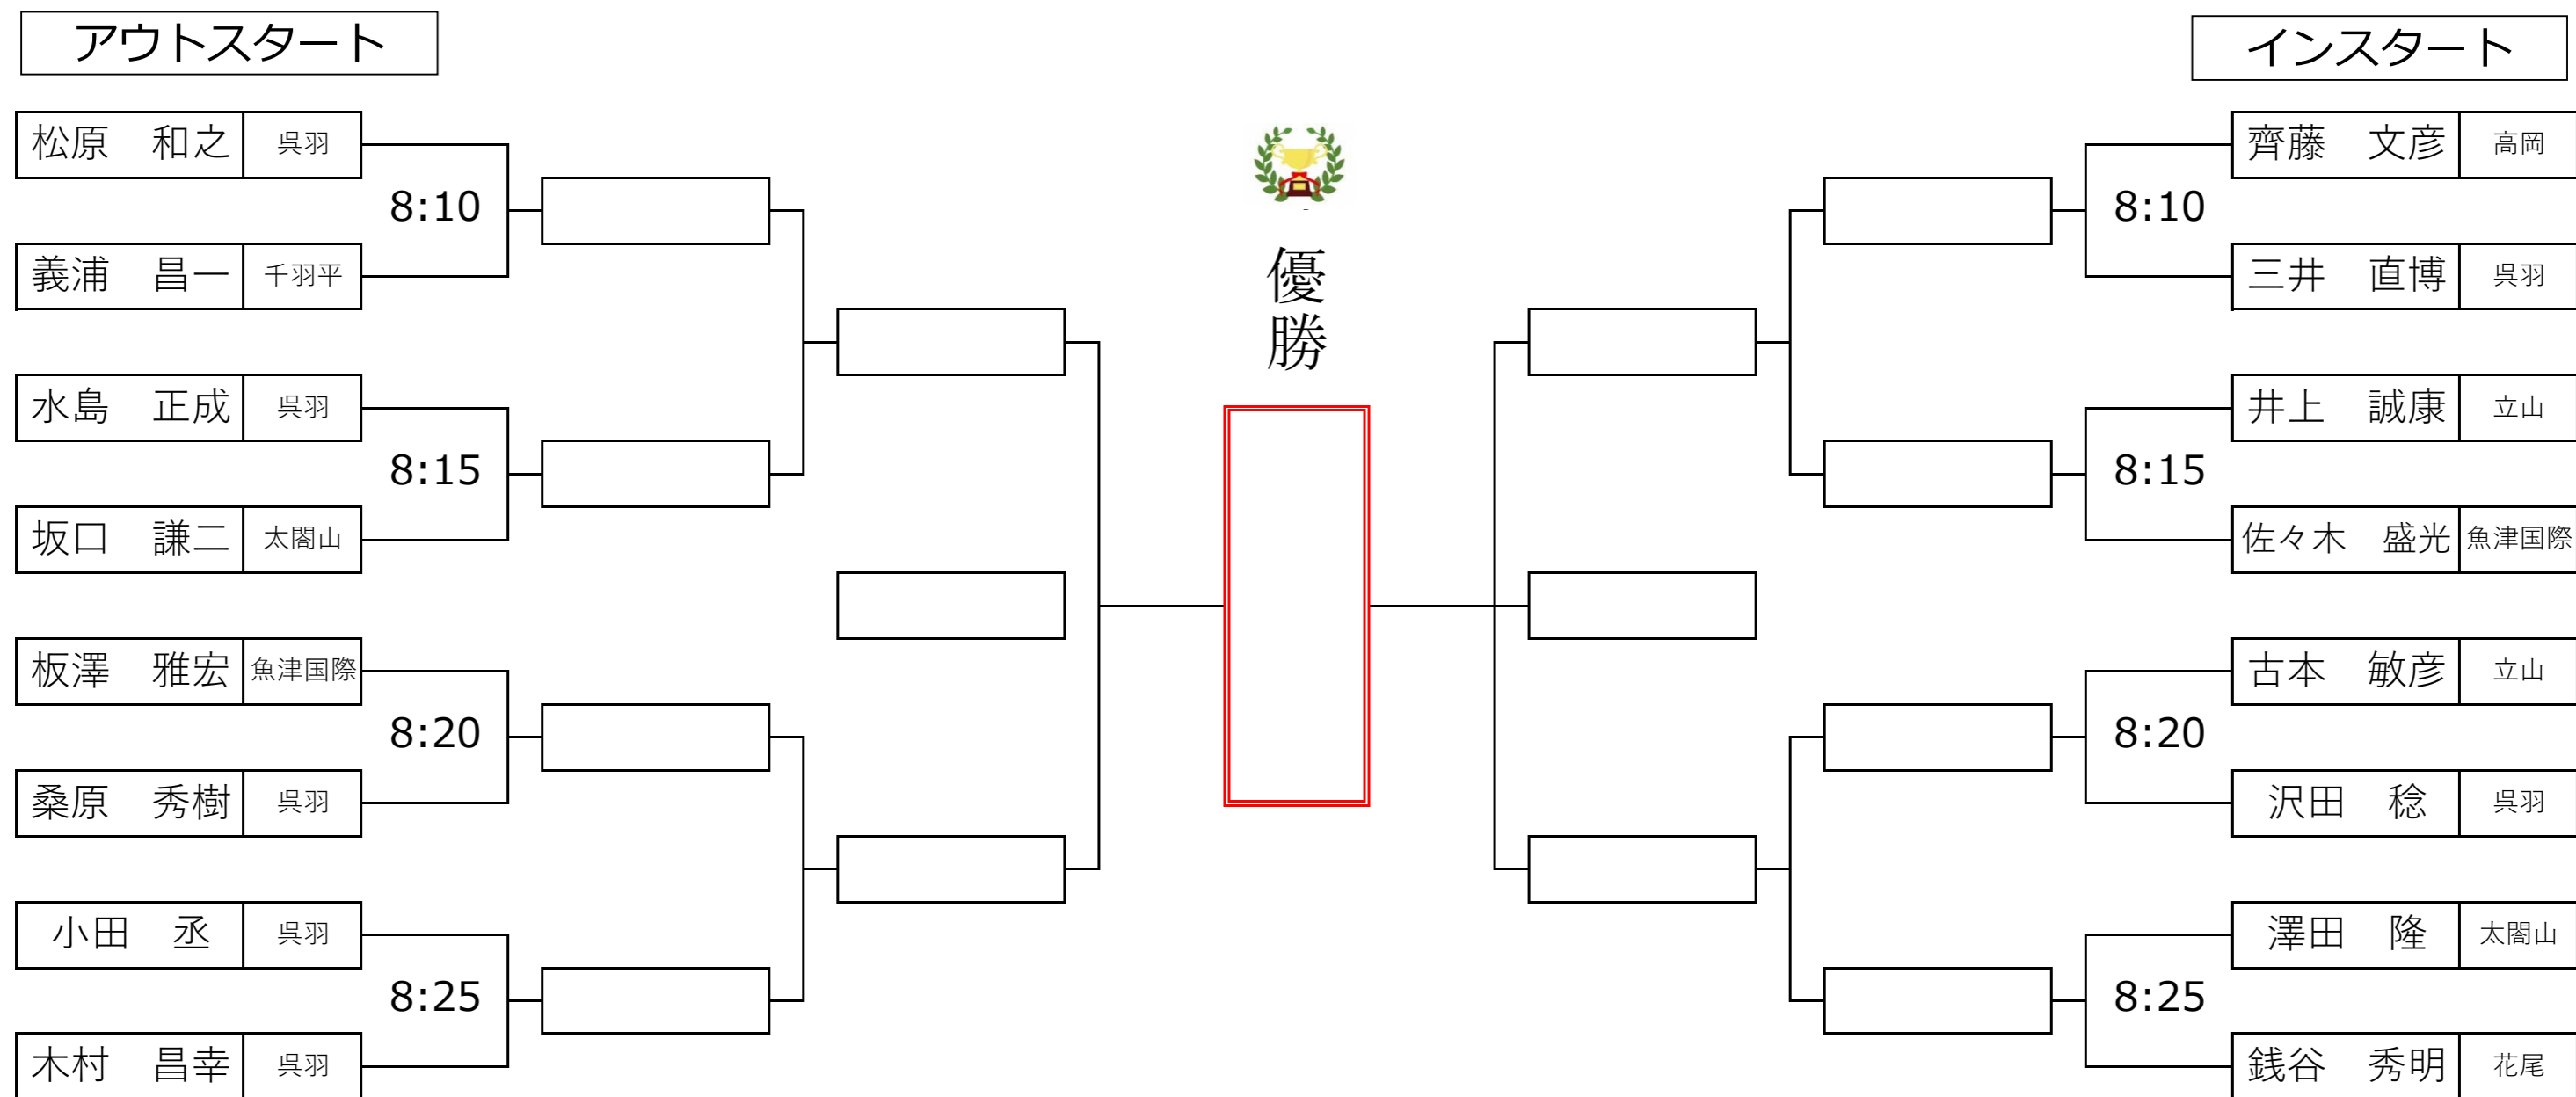 アウトスタート
インスタート
松原　和之 呉羽
8:10
義浦　昌一 千羽平
水島　正成 呉羽
8:15
坂口　謙二 太閤山
板澤　雅宏 魚津国際
8:20
桑原　秀樹 呉羽
小田　丞 呉羽
8:25
木村　昌幸 呉羽
優勝
齊藤　文彦 高岡
8:10
三井　直博 呉羽
井上　誠康 立山
8:15
佐々木　盛光 魚津国際
古本　敏彦 立山
8:20
沢田　稔 呉羽
澤田　隆 太閤山
8:25
銭谷　秀明 花尾